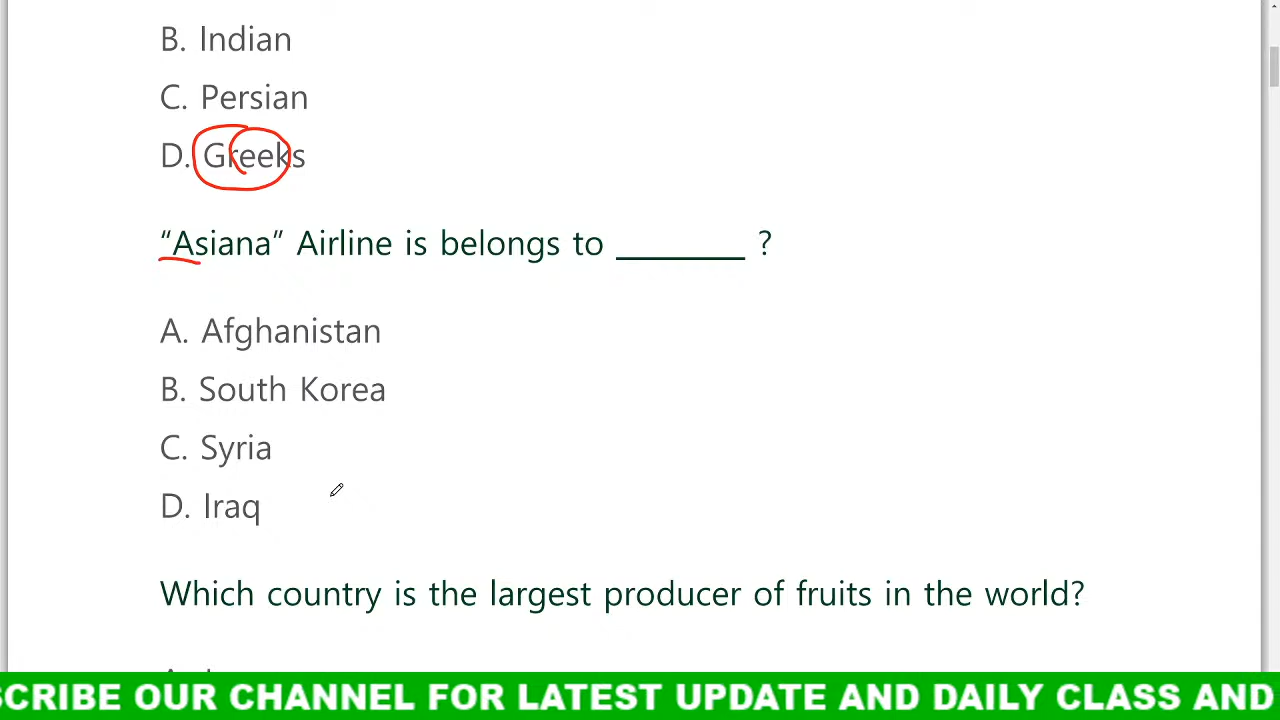 B. Indian
C. Persian
D. Greeks
“Asiana” Airline is belongs to ________ ?
A. Afghanistan
B. South Korea
C. Syria
D. Iraq
Which country is the largest producer of fruits in the world?
SCRIBE OUR CHANNEL FOR LATEST UPDATE AND DAILY CLASS AND